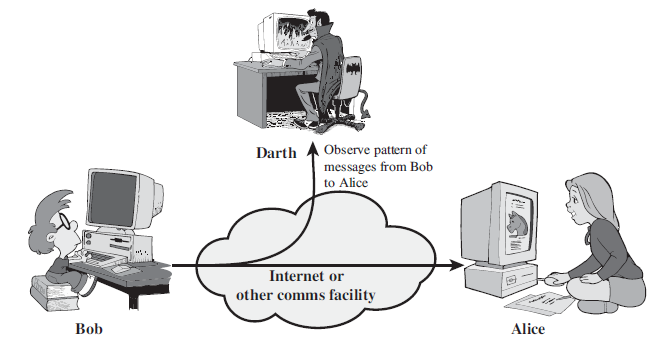 Darth
Observe pattern of
messages from Bob
to Alice
Internet or
other comms facility
Bob
Alice